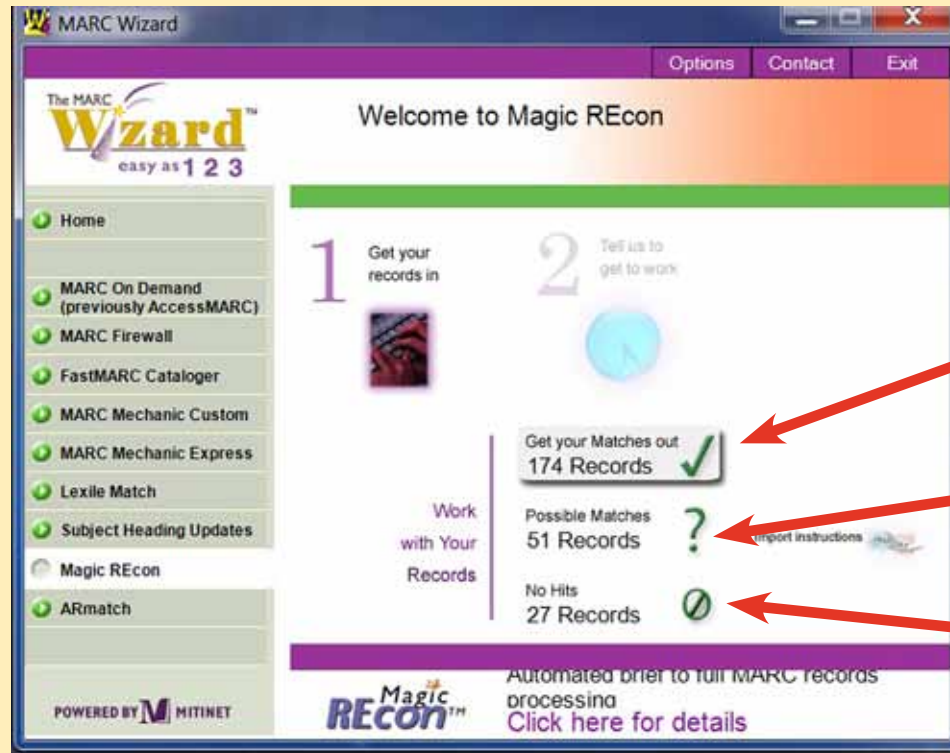 MARC Wizard
Options Contact Exit
The MARC
Wizard™
easy as 1 2 3
Welcome to Magic REcon
Home
MARC On Demand
(previously AccessMARC)
MARC Firewall
FastMARC Cataloger
MARC Mechanic Custom
MARC Mechanic Express
Lexile Match
Subject Heading Updates
Magic REcon
ARmatch
POWERED BY M MITINET
1 Get your
records in
2 Tell us to
get to work
Work
with Your
Records
Get your Matches out
174 Records
Possible Matches
51 Records ?
Import instructions
No Hits
27 Records
Magic
REcon™
Automated brief to full MARC records
processing
Click here for details